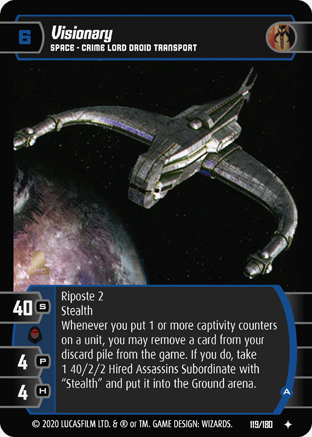 6
Visionary
SPACE - CRIME LORD DROID TRANSPORT
40 S
4 P
4 H
Riposte 2
Stealth
Whenever you put 1 or more captivity counters
on a unit, you may remove a card from your
discard pile from the game. If you do, take
1 40/2/2 Hired Assassins Subordinate with
“Stealth” and put it into the Ground arena.
A
© 2020 LUCASFILM LTD. & ® or TM. GAME DESIGN: WIZARDS.
119/180